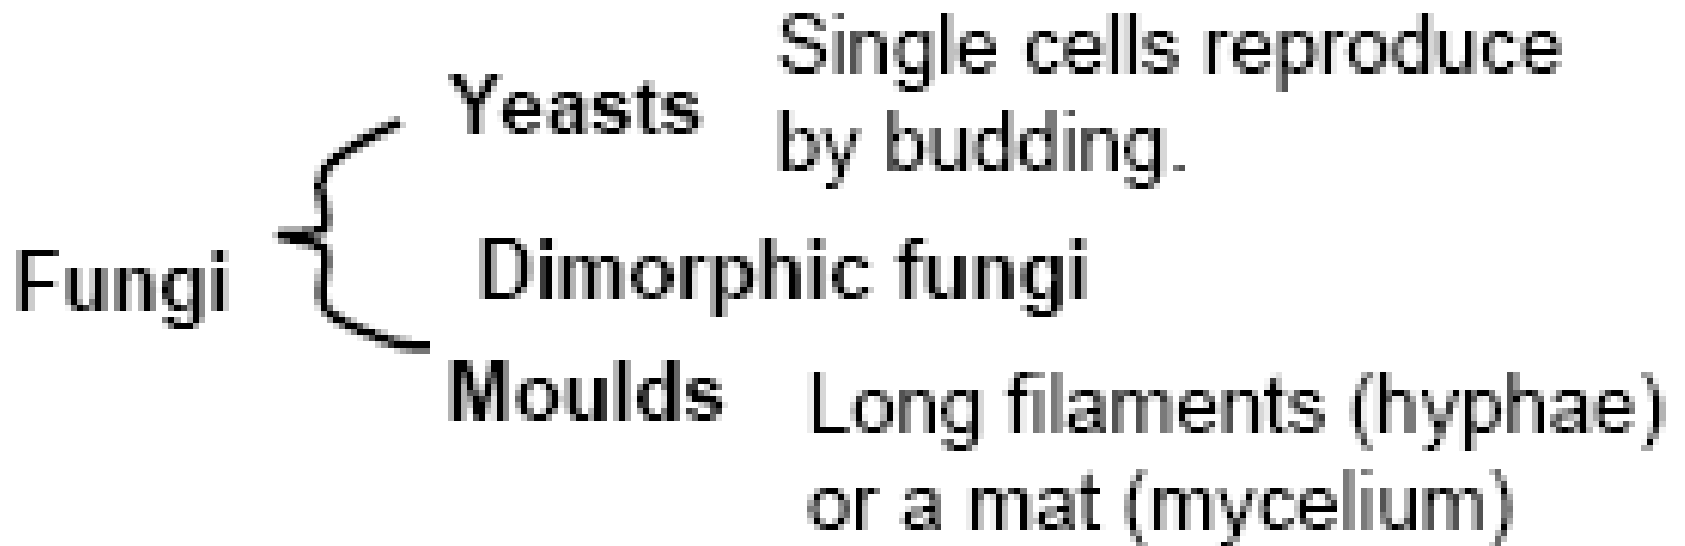 Single cells reproduce
Yeasts
by budding.
Fungi
Dimorphic fungi
Moulds
Long filaments (hyphae)
or a mat (mycelium)